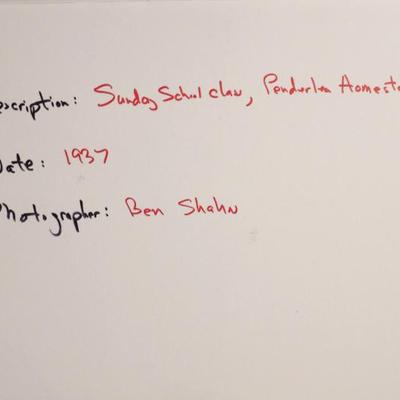 escription: Sunday School class, Penderlea Homeste
ate: 1937
hotographer: Ben Shahn